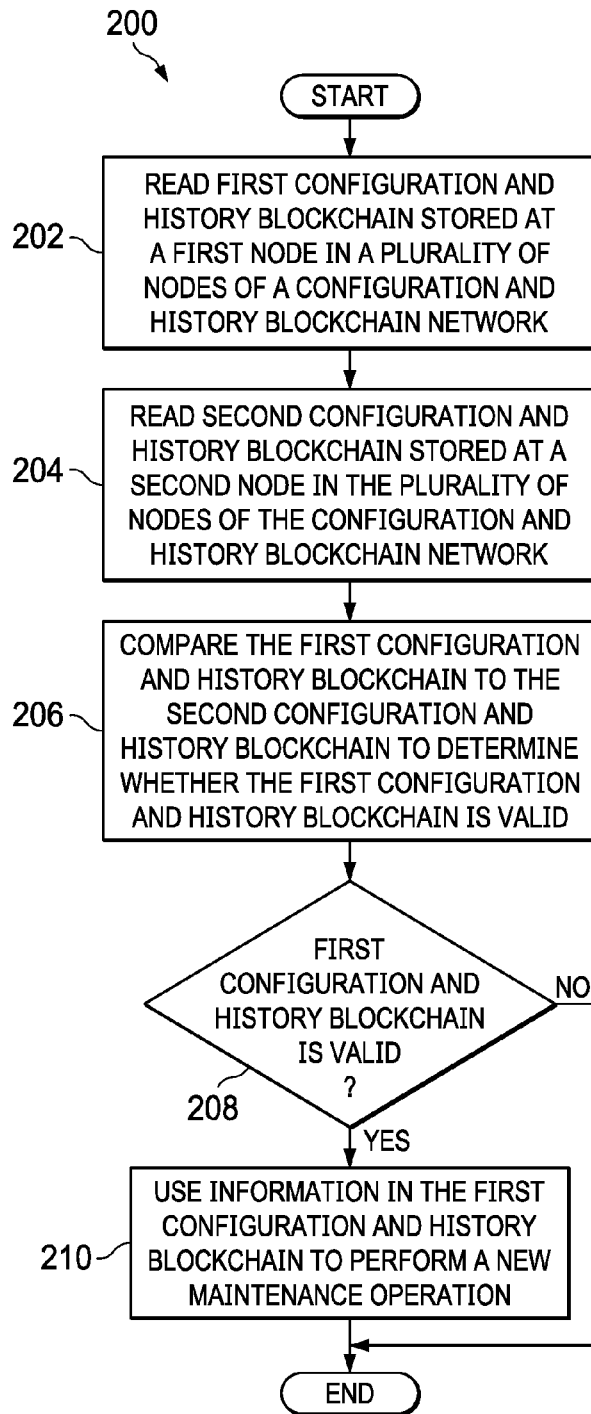 200
START
202
READ FIRST CONFIGURATION AND
HISTORY BLOCKCHAIN STORED AT
A FIRST NODE IN A PLURALITY OF
NODES OF A CONFIGURATION AND
HISTORY BLOCKCHAIN NETWORK
204
READ SECOND CONFIGURATION AND
HISTORY BLOCKCHAIN STORED AT A
SECOND NODE IN THE PLURALITY OF
NODES OF THE CONFIGURATION AND
HISTORY BLOCKCHAIN NETWORK
206
COMPARE THE FIRST CONFIGURATION
AND HISTORY BLOCKCHAIN TO THE
SECOND CONFIGURATION AND
HISTORY BLOCKCHAIN TO DETERMINE
WHETHER THE FIRST CONFIGURATION
AND HISTORY BLOCKCHAIN IS VALID
FIRST
CONFIGURATION AND
HISTORY BLOCKCHAIN
IS VALID
?
NO
208
YES
210
USE INFORMATION IN THE FIRST
CONFIGURATION AND HISTORY
BLOCKCHAIN TO PERFORM A NEW
MAINTENANCE OPERATION
END